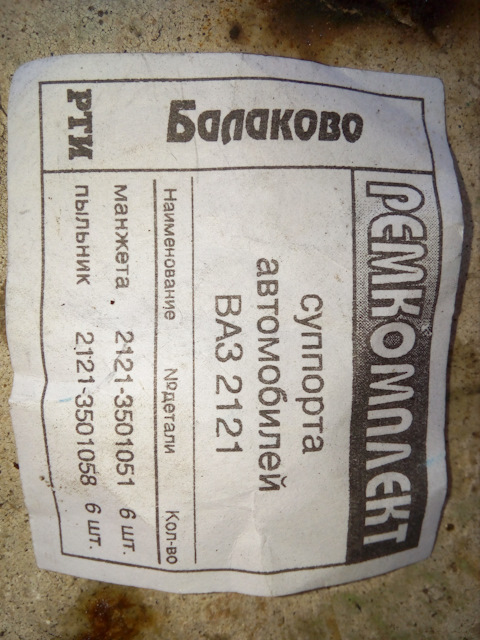 РЕМКОМПЛЕКТ
суппорта
автомобилей
ВАЗ 2121
Наименование №детали Кол-во
манжета 2121-3501051 6 шт.
пыльник 2121-3501058 6 шт.
Балаково
РТИ